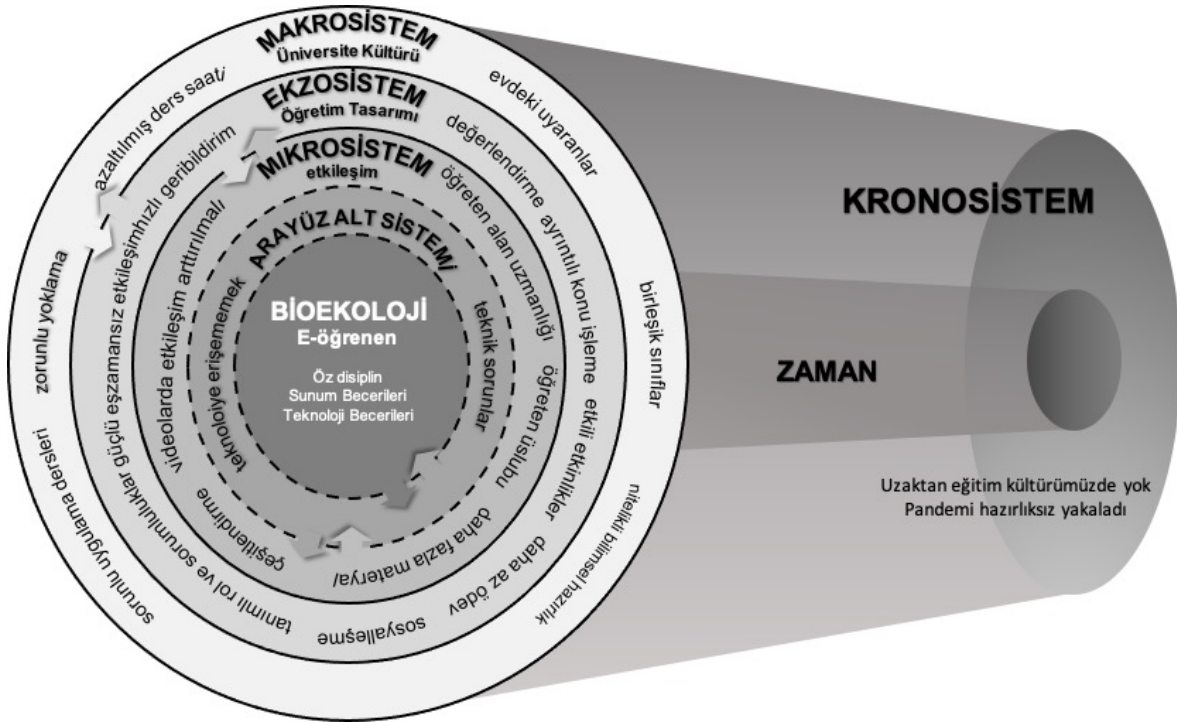 MAKROSİSTEM
Üniversite Kültürü
evdeki uyaranlar
birleşik sınıflar
nitelikli bilimsel hazırlık
sorunlu uygulama dersleri
zorunlu yoklama
azaltılmış ders saati
EKZOSİSTEM
Öğretim Tasarımı
değerlendirme
ayrıntılı konu işleme
etkili etkinlikler
daha az ödev
sosyalleşme
tanımlı rol ve sorumluluklar
güçlü eşzamansız etkileşim
hızlı geribildirim
MİKROSİSTEM
etkileşim
öğreten alan uzmanlığı
öğreten üslubu
daha fazla materyal
çeşitlendirme
videolarda etkileşim arttırılmalı
ARAYÜZ ALT SİSTEMİ
teknik sorunlar
teknoloiye erişememek
BİOEKOLOJİ
E-öğrenen
Öz disiplin
Sunum Becerileri
Teknoloji Becerileri
KRONOSİSTEM
ZAMAN
Uzaktan eğitim kültürümüzde yok
Pandemi hazırlıksız yakaladı